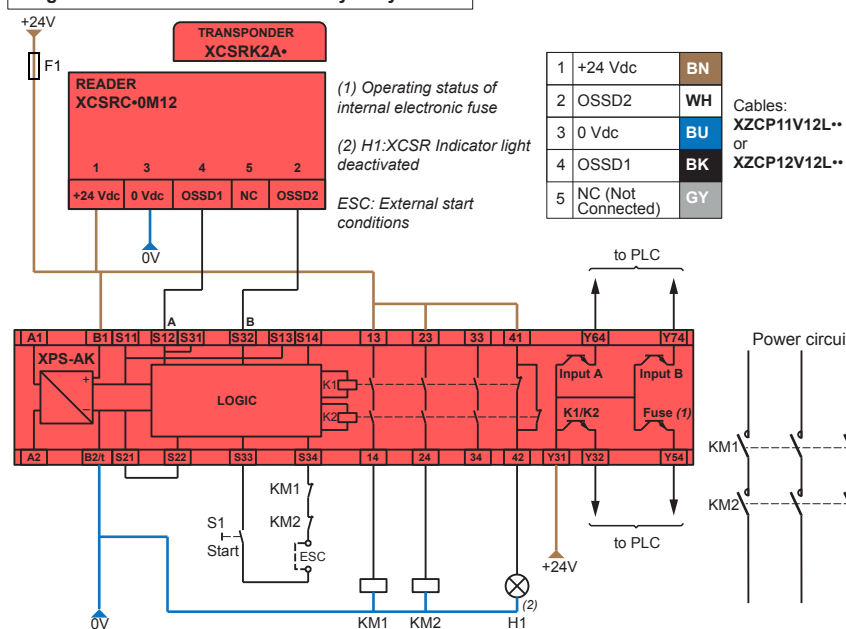 +24V
F1
TRANSPONDER
XCSRK2A•
READER
XCSRC•0M12
1 3 4 5 2
+24 Vdc 0 Vdc OSSD1 NC OSSD2
0V
(1) Operating status of
internal electronic fuse
(2) H1:XCSR Indicator light
deactivated
ESC: External start
conditions
1 +24 Vdc BN
2 OSSD2 WH
3 0 Vdc BU
4 OSSD1 BK
5 NC (Not
Connected) GY
Cables:
XZCP11V12L••
or
XZCP12V12L••
to PLC
A B
A1 B1 S11 S12 S31 S32 S13 S14 13 23 33 41 Y64 Y74
XPS-AK
+
–
LOGIC
K1
K2
Input A Input B
K1/K2 Fuse (1)
A2 B2/t S21 S22 S33 S34 14 24 34 42 Y31 Y32 Y54
Power circui
KM1
KM2
S1
Start
KM1
KM2
ESC
to PLC
+24V
(2)
0V
KM1 KM2 H1